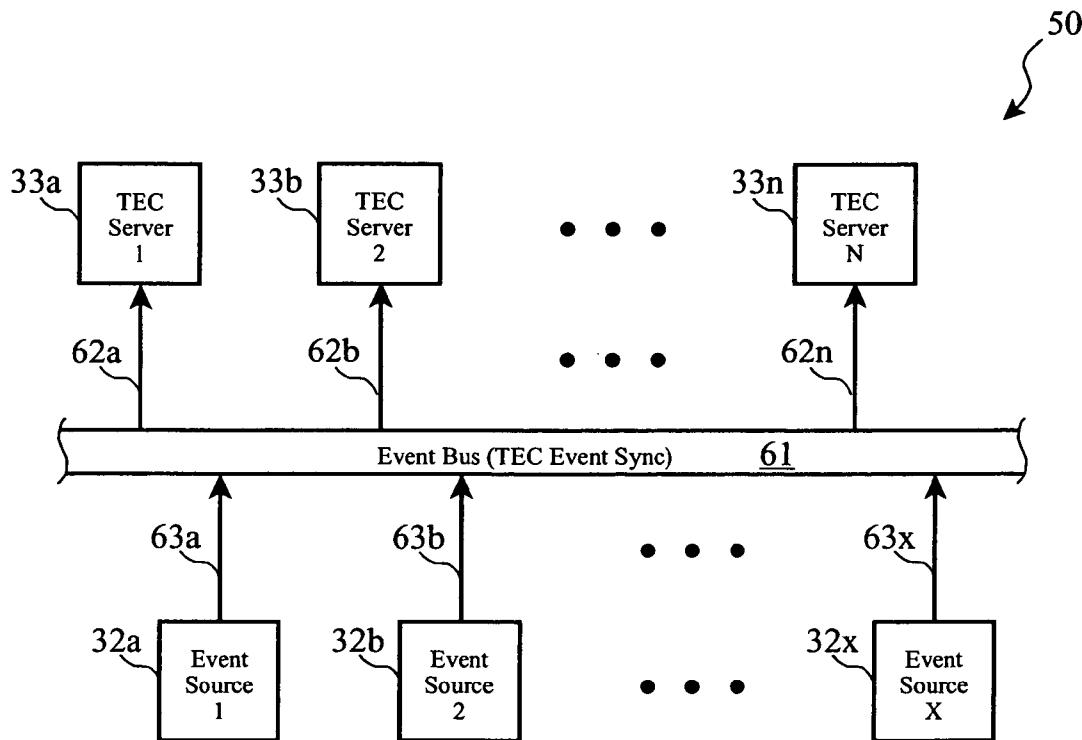 50
33a
TEC
Server
1
33b
TEC
Server
2
33n
TEC
Server
N
62a
62b
62n
Event Bus (TEC Event Sync) 61
63a
63b
63x
32a
Event
Source
1
32b
Event
Source
2
32x
Event
Source
X